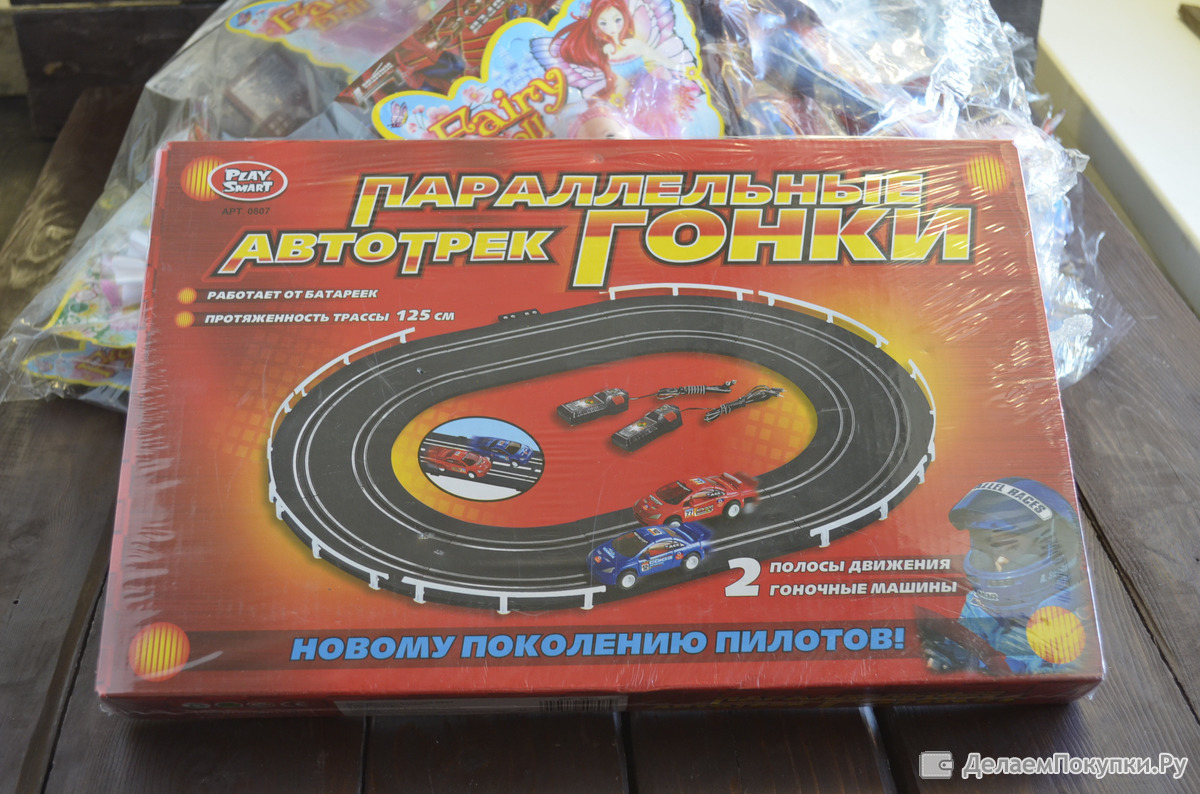 Fairy
PLAY
SMART
АРТ 0807
ПАРАЛЛЕЛЬНЫЕ
АВТОТРЕК ГОНКИ
РАБОТАЕТ ОТ БАТАРЕЕК
ПРОТЯЖЕННОСТЬ ТРАССЫ 125 СМ
RACES
2 ПОЛОСЫ ДВИЖЕНИЯ
ГОНОЧНЫЕ МАШИНЫ
НОВОМУ ПОКОЛЕНИЮ ПИЛОТОВ!
ДелаемПокупки.Ру